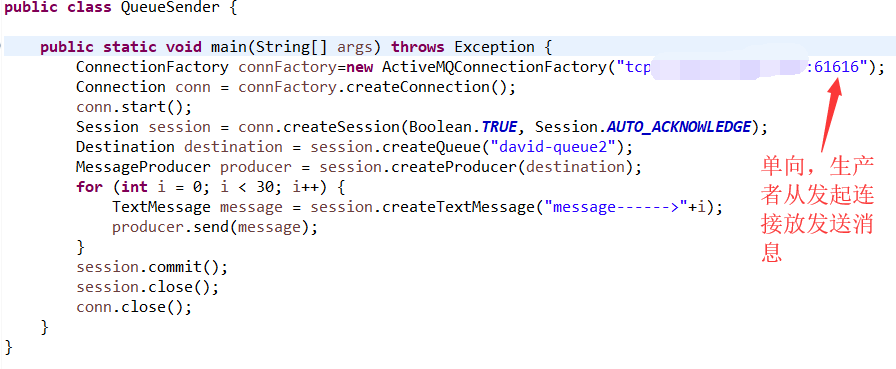 public class QueueSender {
public static void main(String[] args) throws Exception {
ConnectionFactory connFactory=new ActiveMQConnectionFactory("tcp :61616");
Connection conn = connFactory.createConnection();
conn.start();
Session session = conn.createSession(Boolean.TRUE, Session.AUTO_ACKNOWLEDGE);
Destination destination = session.createQueue("david-queue2");
MessageProducer producer = session.createProducer(destination);
for (int i = 0; i < 30; i++) {
TextMessage message = session.createTextMessage("message------>"+i);
producer.send(message);
}
session.commit();
session.close();
conn.close();
}
}
单向，生产
者从发起连
接放发送消
息